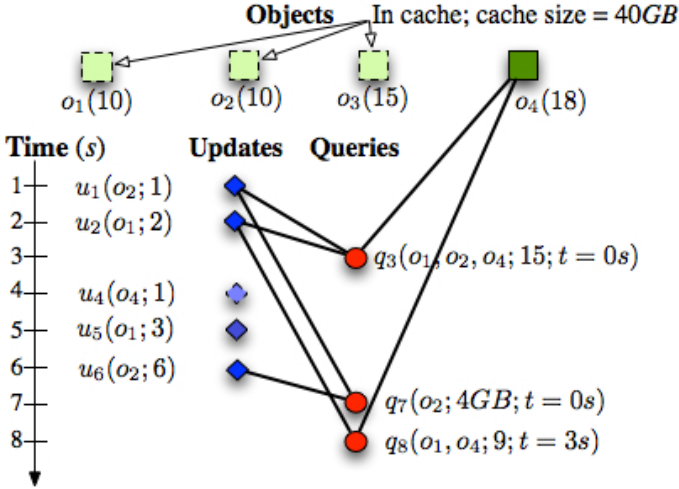 Objects In cache; cache size = 40GB
o₁(10) o₂(10) o₃(15) o₄(18)
Time (s) Updates Queries
1 u₁(o₂; 1)
2 u₂(o₁; 2)
3 q₃(o₁, o₂, o₄; 15; t = 0s)
4 u₄(o₄; 1)
5 u₅(o₁; 3)
6 u₆(o₂; 6)
7 q₇(o₂; 4GB; t = 0s)
8 q₈(o₁, o₄; 9; t = 3s)